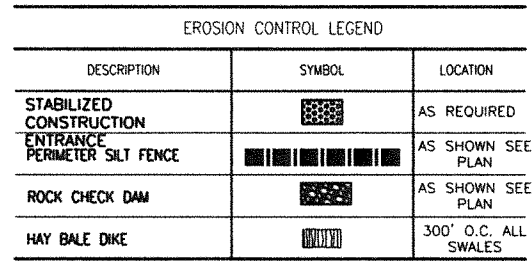 EROSION CONTROL LEGEND
DESCRIPTION SYMBOL LOCATION
STABILIZED
CONSTRUCTION
ENTRANCE
AS REQUIRED
PERIMETER SILT FENCE
AS SHOWN SEE
PLAN
ROCK CHECK DAM
AS SHOWN SEE
PLAN
HAY BALE DIKE
300' O.C. ALL
SWALES